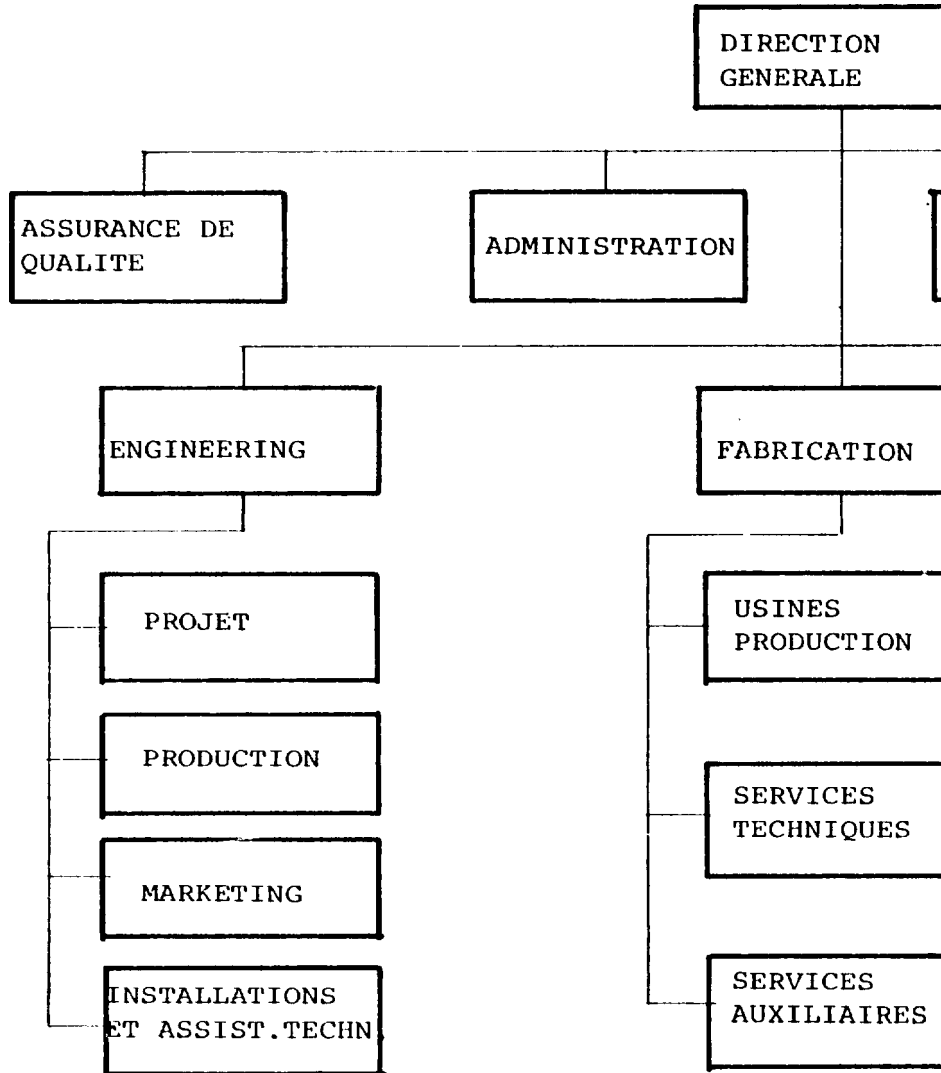 DIRECTION
GENERALE
ASSURANCE DE
QUALITE
ADMINISTRATION
ENGINEERING
FABRICATION
PROJET
USINES
PRODUCTION
PRODUCTION
SERVICES
TECHNIQUES
MARKETING
INSTALLATIONS
ET ASSIST.TECHN
SERVICES
AUXILIAIRES